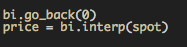 bi.go_back(0)
price = bi.interp(spot)